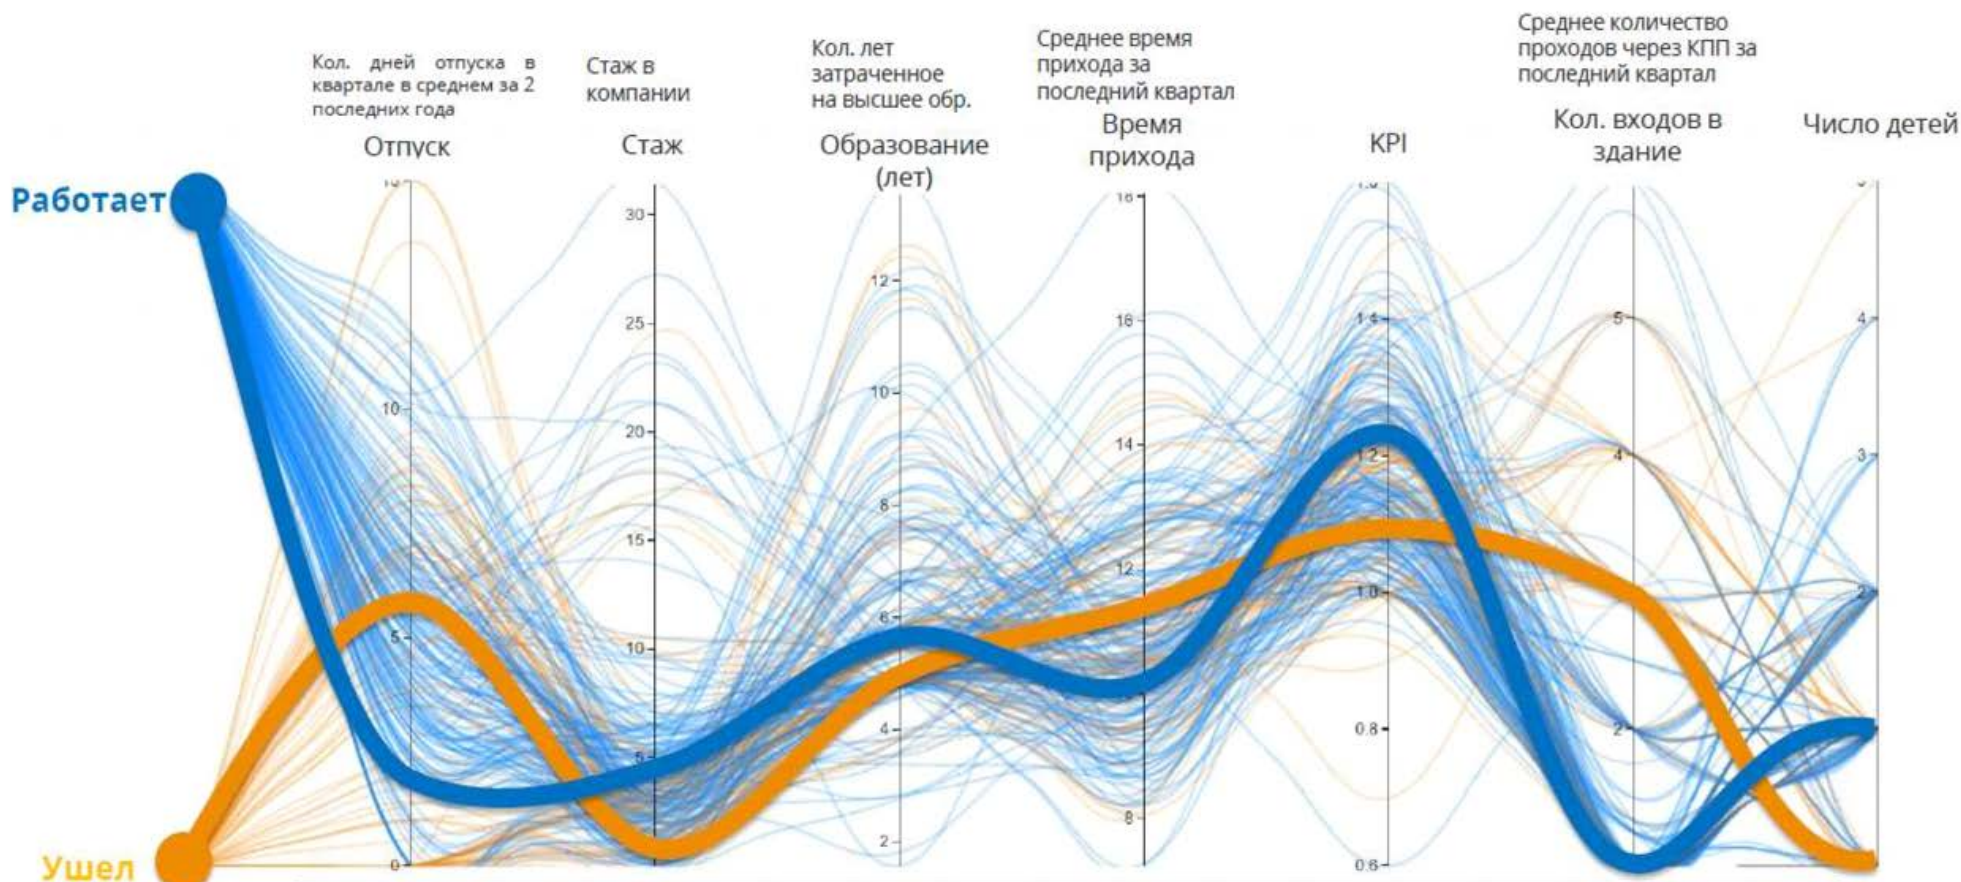 Кол. дней отпуска в
квартале в среднем за 2
последних года
Отпуск
Стаж в
компании
Стаж
Кол. лет
затраченное
на высшее обр.
Образование
(лет)
Среднее время
прихода за
последний квартал
Время
прихода
KPI
Среднее количество
проходов через КПП за
последний квартал
Кол. входов в
здание
Число детей
Работает
Ушел
10
5
0
30
25
20
15
10
5
12
10
8
6
4
2
18
16
14
12
8
1.4
1.2
1.0
0.8
0.6
5
4
2
4
3
2